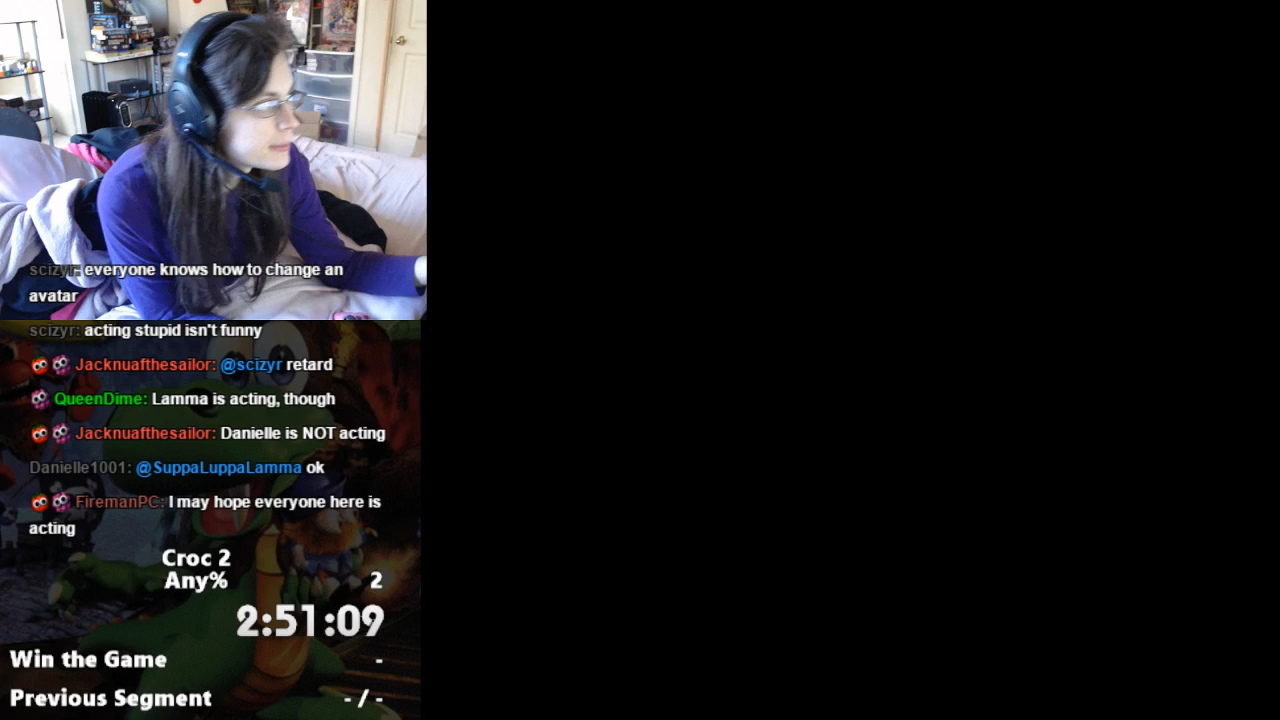 scizyr: everyone knows how to change an
avatar
scizyr: acting stupid isn't funny
Jacknuafthesailor: @scizyr retard
QueenDime: Lamma is acting, though
Jacknuafthesailor: Danielle is NOT acting
Danielle1001: @SuppaLuppaLamma ok
FiremanPC: I may hope everyone here is
acting
Croc 2
Any% 2
2:51:09
Win the Game -
Previous Segment - / -